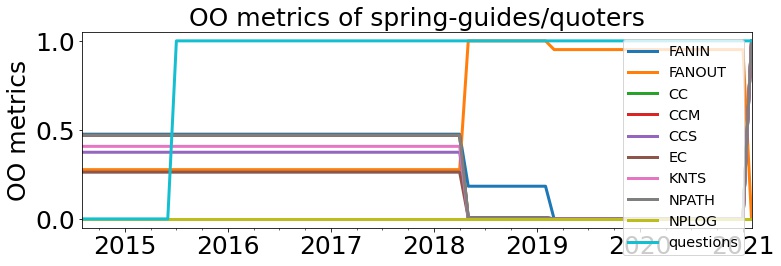 OO metrics of spring-guides/quoters
OO metrics
1.0
0.5
0.0
2015
2016
2017
2018
2019
2020
2021
FANIN
FANOUT
CC
CCM
CCS
EC
KNTS
NPATH
NPLOG
questions